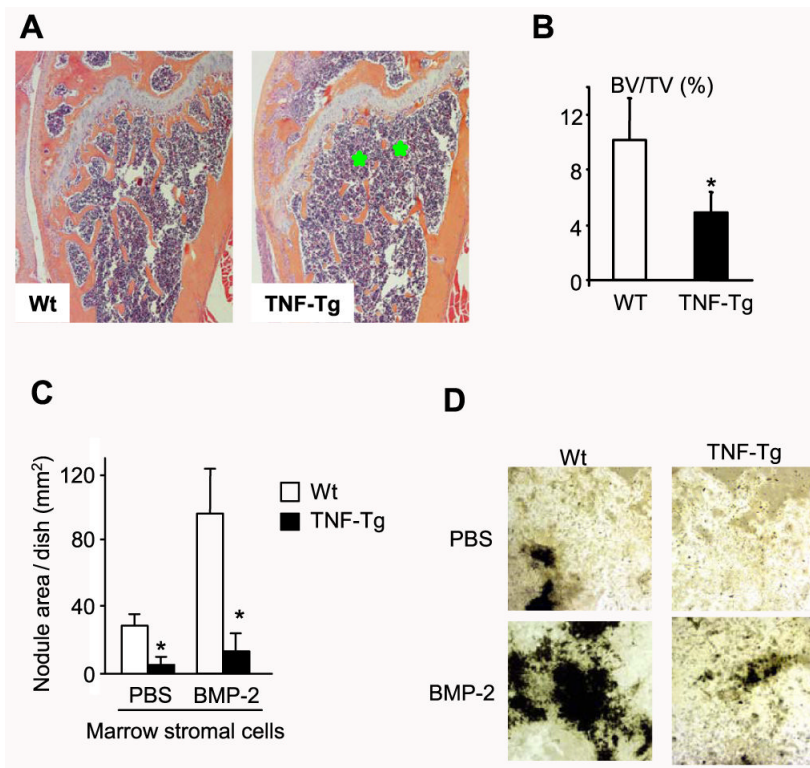 A
Wt
TNF-Tg
B
BV/TV (%)
12
8
4
0
*
WT
TNF-Tg
C
Nodule area / dish (mm²)
120
80
40
0
*
*
Wt
TNF-Tg
PBS
BMP-2
Marrow stromal cells
D
Wt
TNF-Tg
PBS
BMP-2